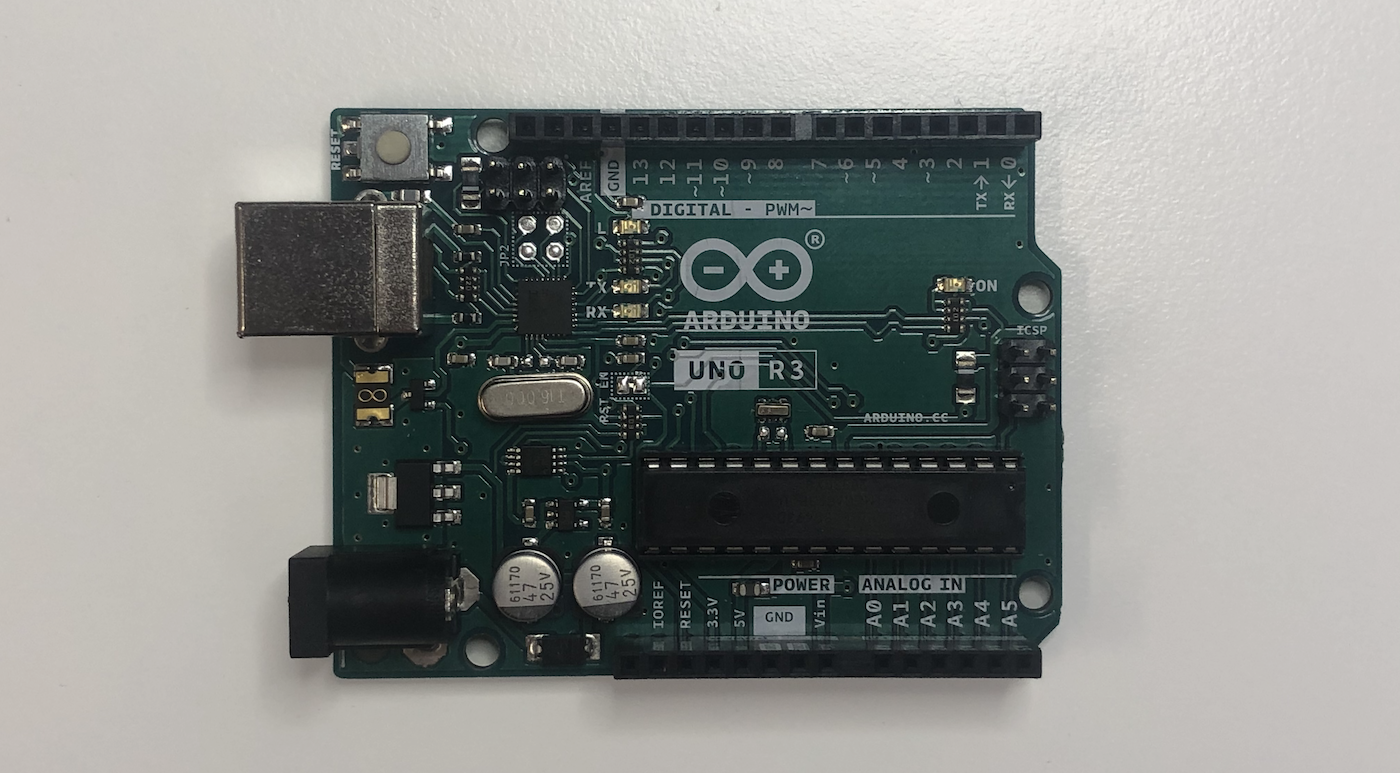 RESET
AREF
GND
13
12
~11
~10
~9
8
7
~6
~5
4
~3
2
TX→1
RX←0
DIGITAL - PWM~
L
TX
RX
JP2
®
ARDUINO
UNO R3
ON
ICSP
RST EN
ARDUINO.CC
61170
47
25V
61170
47
25V
POWER
ANALOG IN
IOREF
RESET
3.3V
5V
GND
Vin
A0
A1
A2
A3
A4
A5